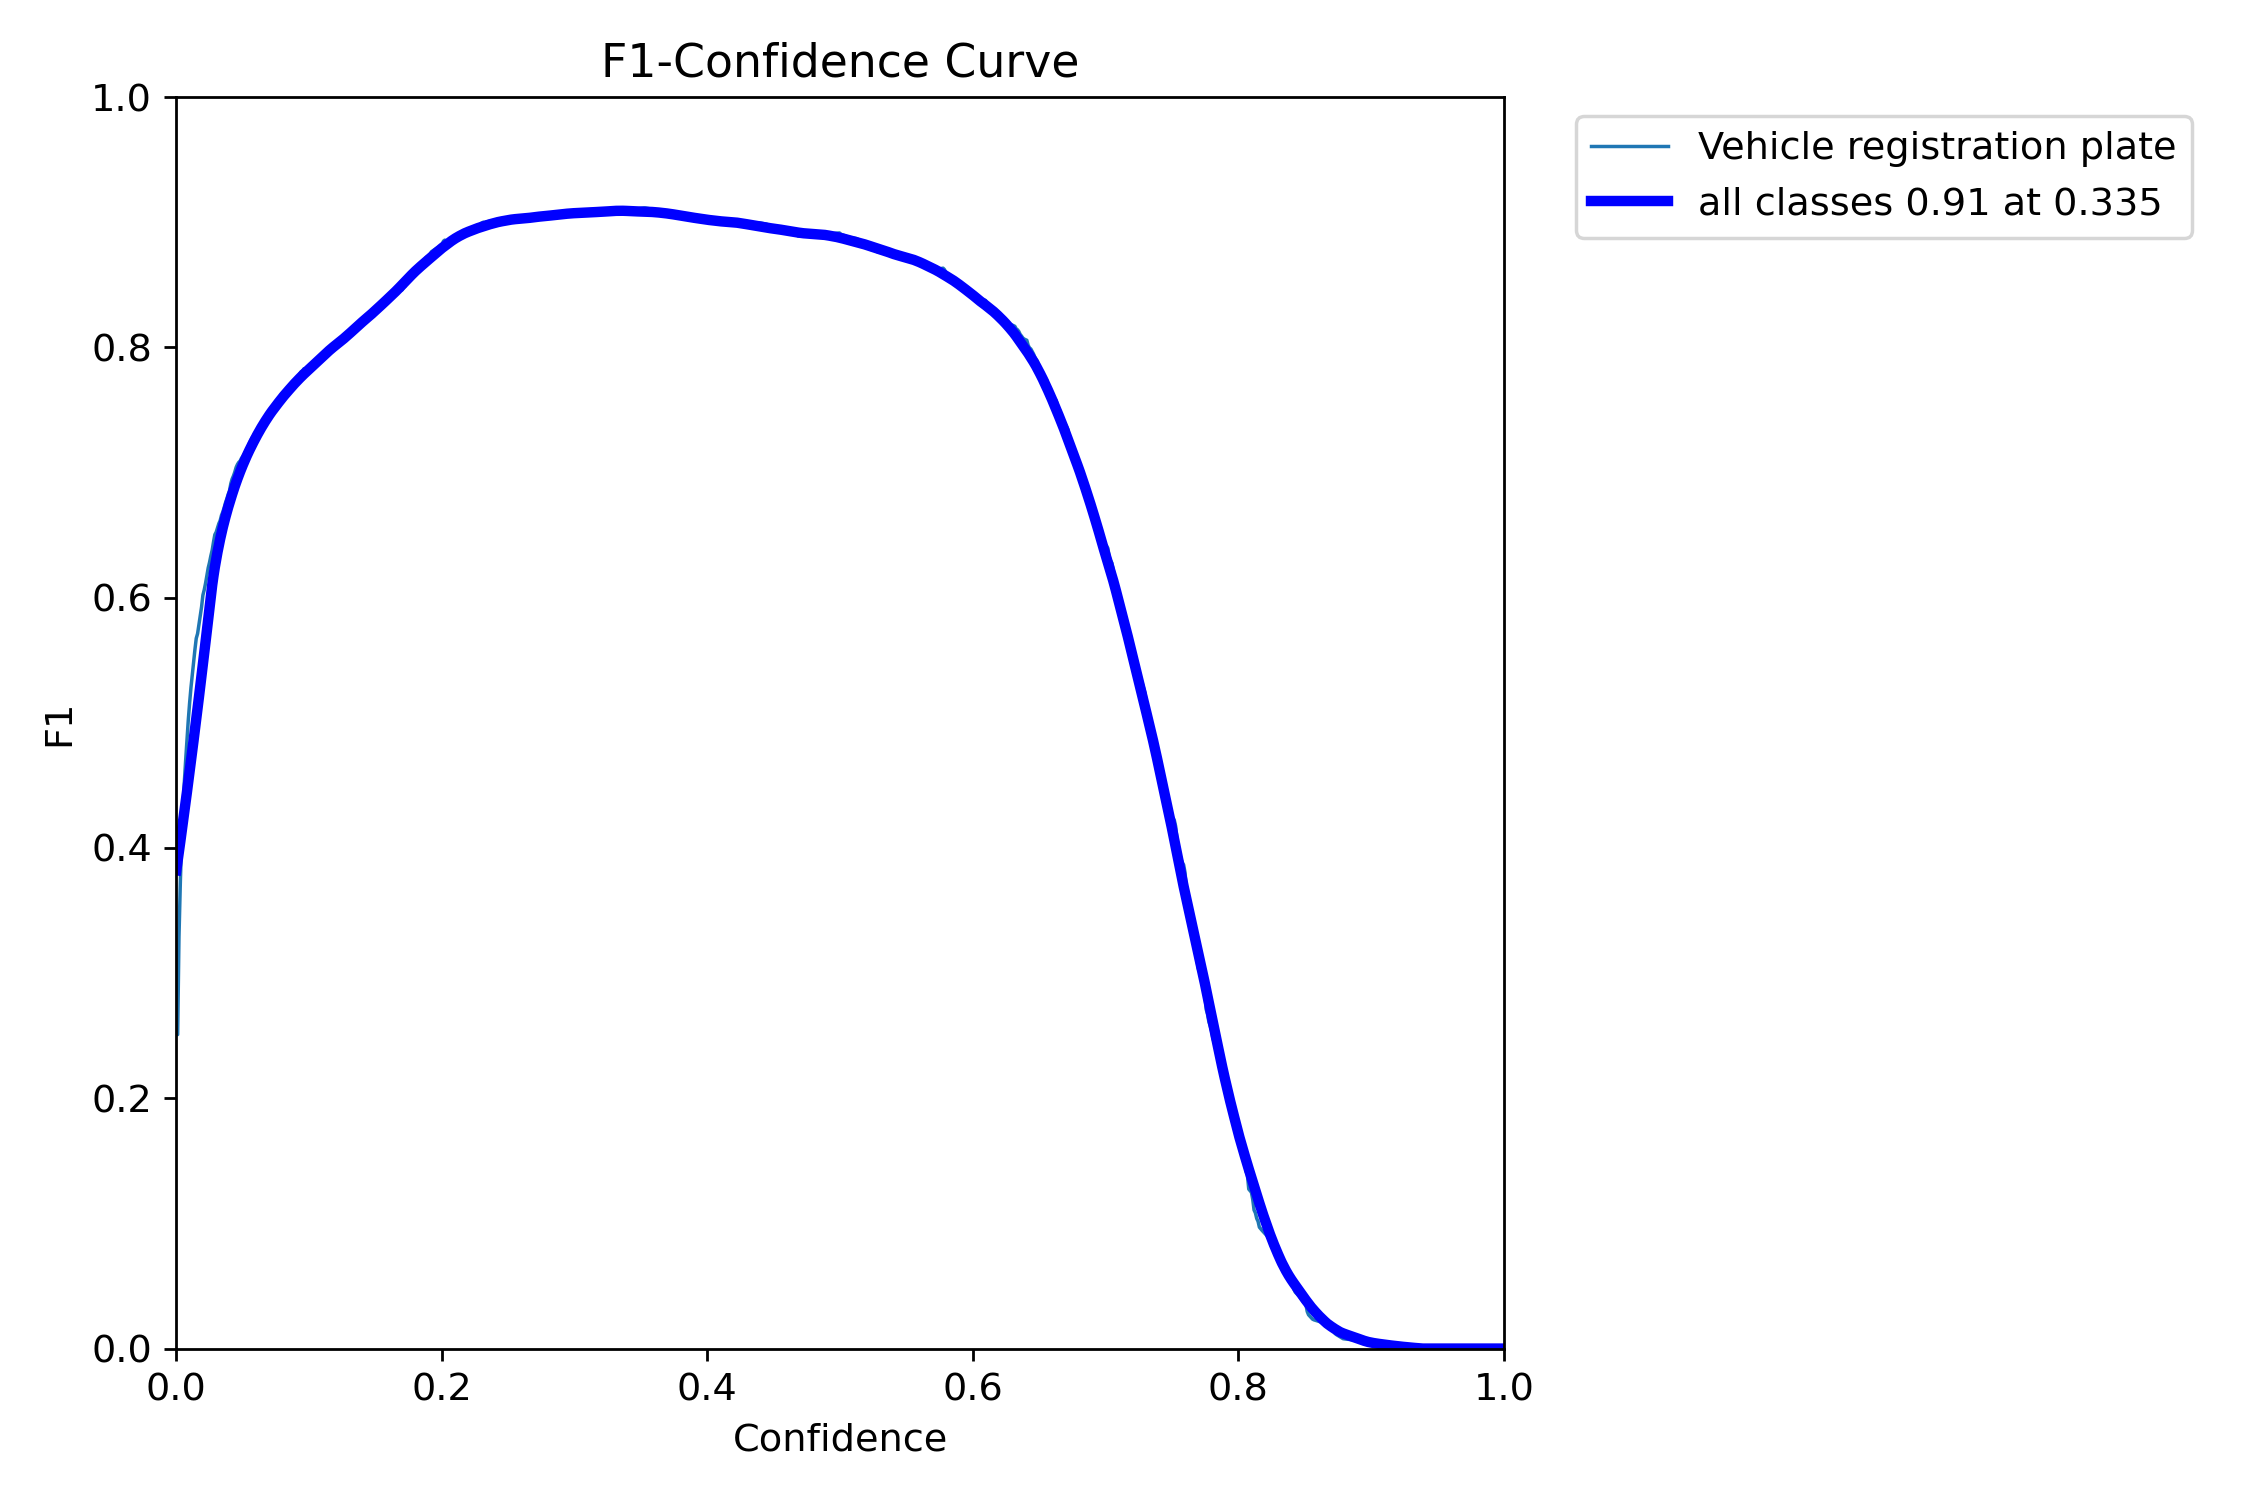 F1-Confidence Curve
1.0
0.8
0.6
0.4
0.2
0.0
F1
0.0 0.2 0.4 0.6 0.8 1.0
Confidence
Vehicle registration plate
all classes 0.91 at 0.335